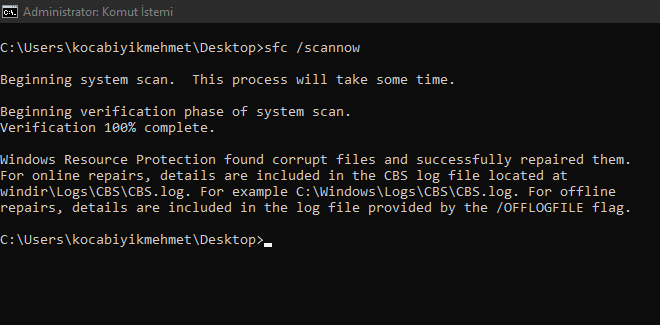 Administrator: Komut İstemi
C:\Users\kocabiyikmehmet\Desktop>sfc /scannow
Beginning system scan.  This process will take some time.
Beginning verification phase of system scan.
Verification 100% complete.
Windows Resource Protection found corrupt files and successfully repaired them.
For online repairs, details are included in the CBS log file located at
windir\Logs\CBS\CBS.log. For example C:\Windows\Logs\CBS\CBS.log. For offline
repairs, details are included in the log file provided by the /OFFLOGFILE flag.
C:\Users\kocabiyikmehmet\Desktop>